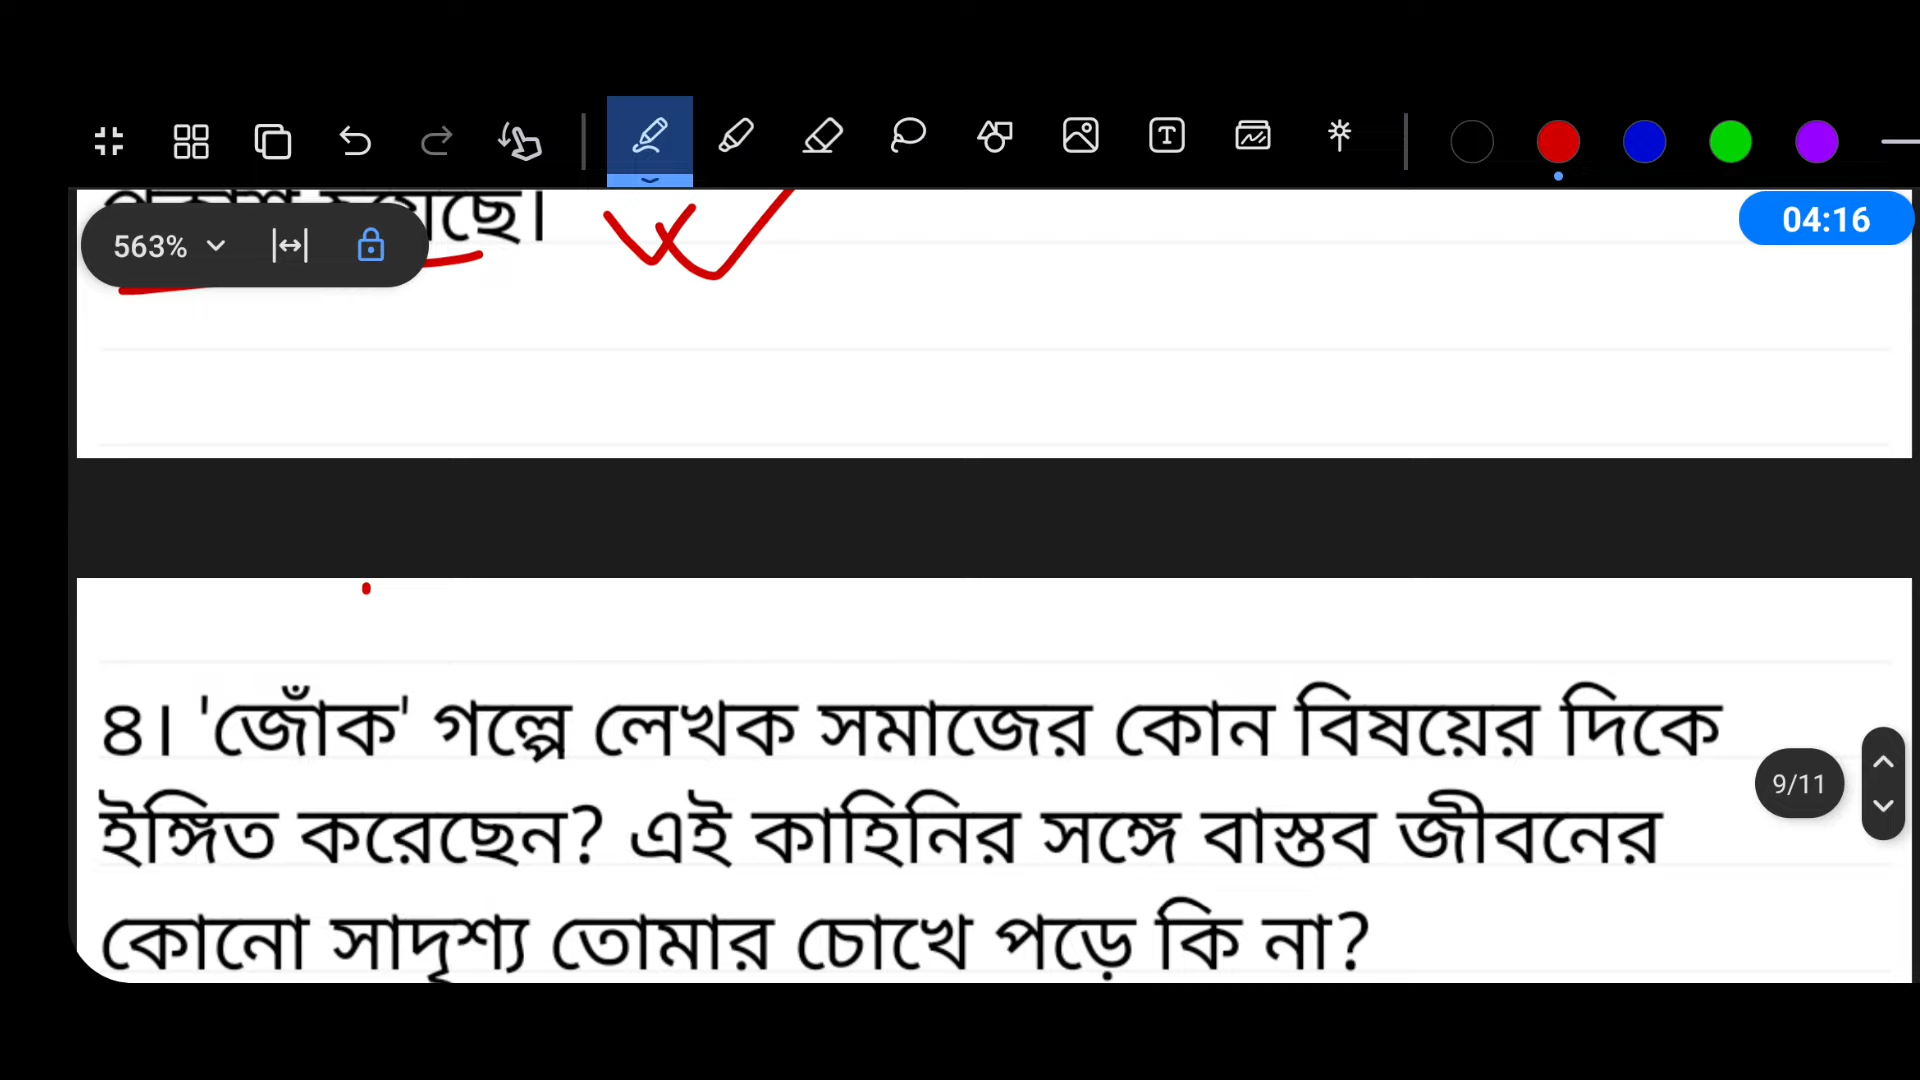 563%
04:16
হয়েছে।
৪। 'জোঁক' গল্পে লেখক সমাজের কোন বিষয়ের দিকে
ইঙ্গিত করেছেন? এই কাহিনির সঙ্গে বাস্তব জীবনের
কোনো সাদৃশ্য তোমার চোখে পড়ে কি না?
9/11